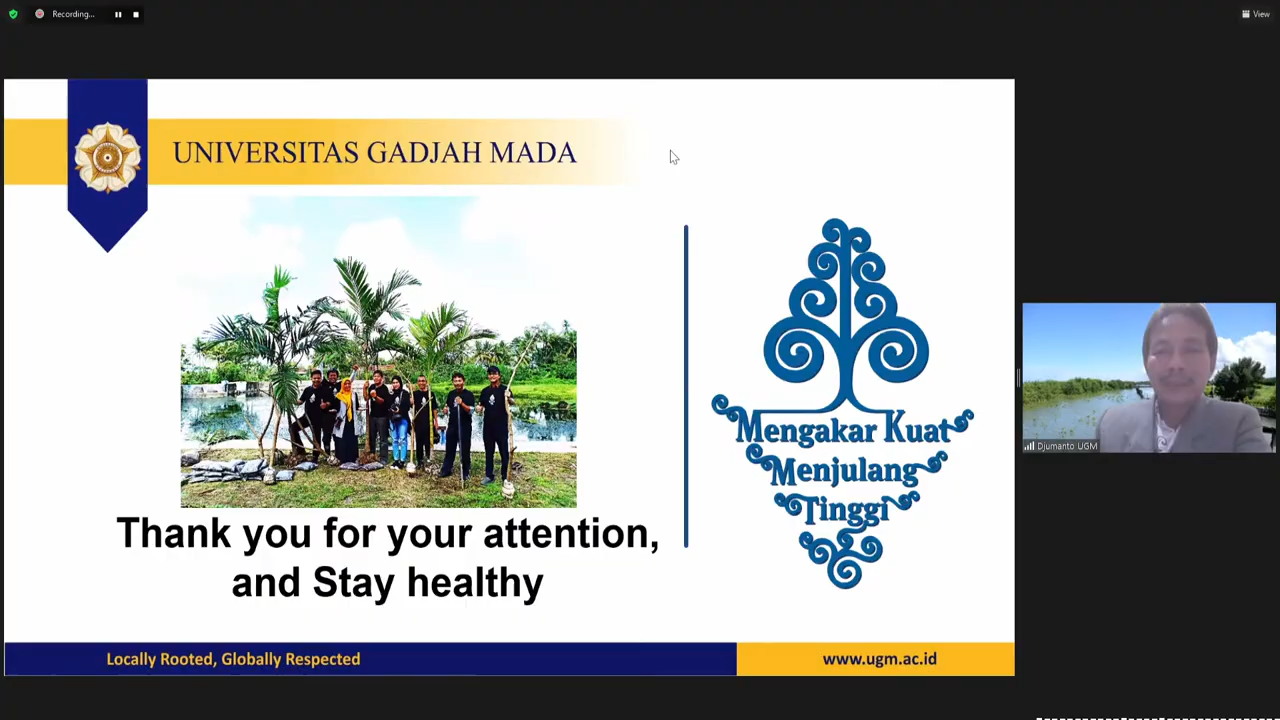 Recording...
View
UNIVERSITAS GADJAH MADA
Mengakar Kuat
Menjulang
Tinggi
Thank you for your attention,
and Stay healthy
Djumanto UGM
Locally Rooted, Globally Respected
www.ugm.ac.id